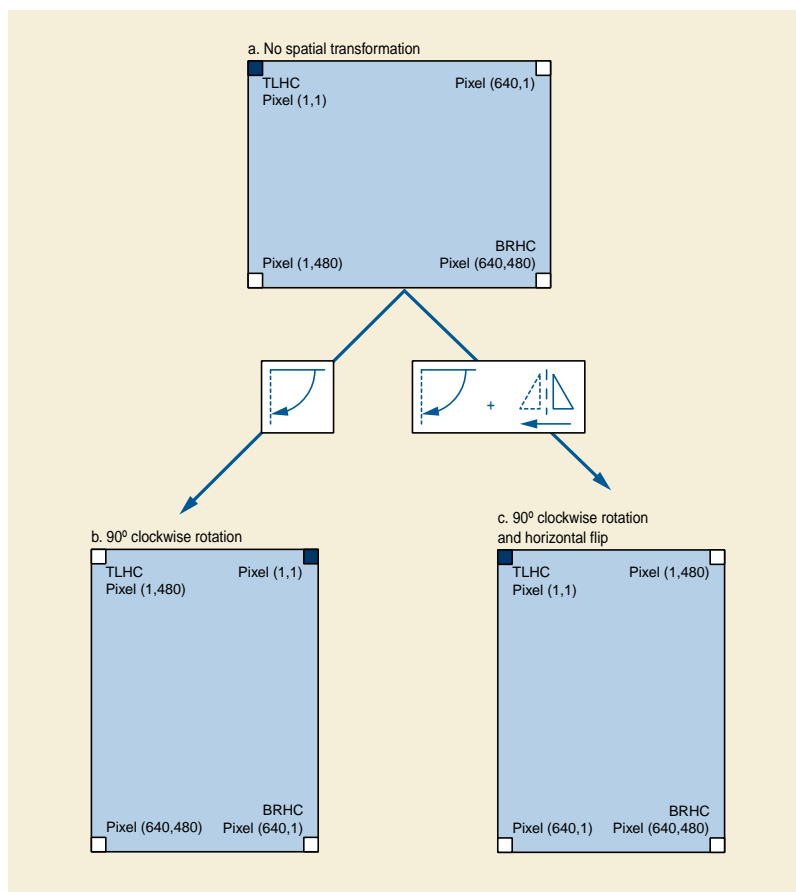 a. No spatial transformation
TLHC
Pixel (1,1)
Pixel (640,1)
BRHC
Pixel (1,480)
Pixel (640,480)
+
b. 90º clockwise rotation
TLHC
Pixel (1,480)
Pixel (1,1)
BRHC
Pixel (640,480)
Pixel (640,1)
c. 90º clockwise rotation
and horizontal flip
TLHC
Pixel (1,1)
Pixel (1,480)
BRHC
Pixel (640,1)
Pixel (640,480)